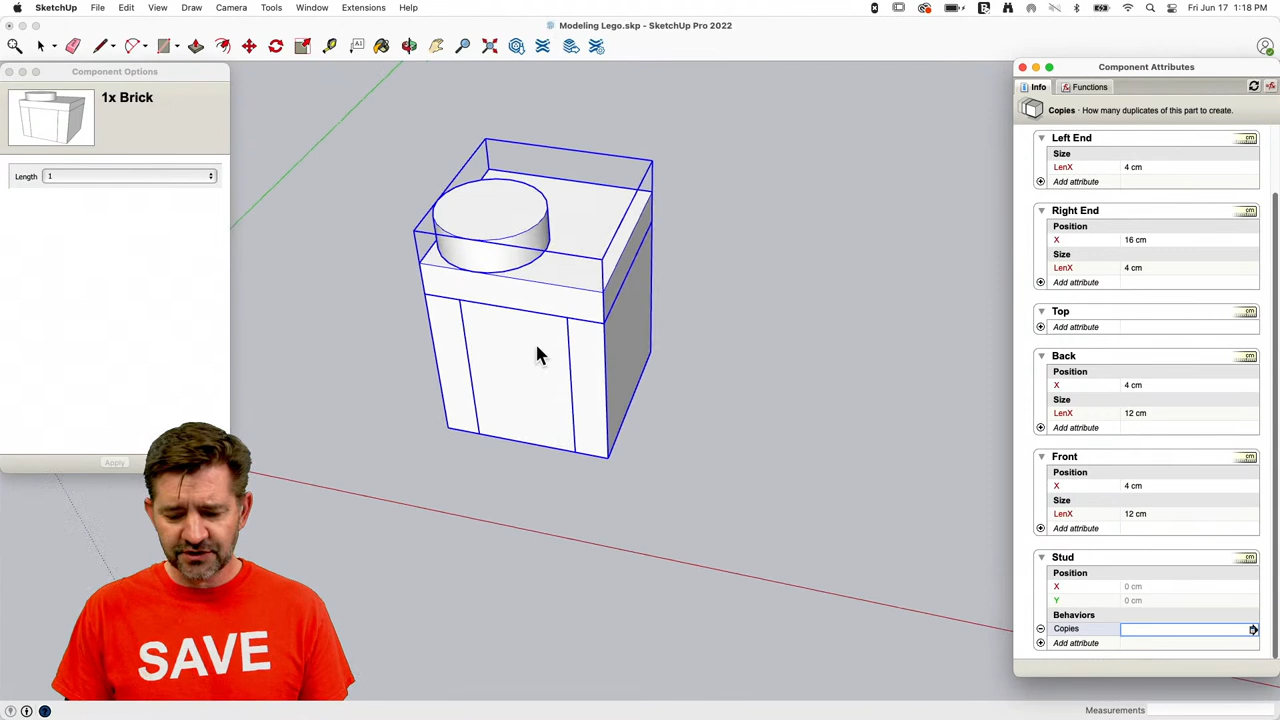 SketchUp File Edit View Draw Camera Tools Window Extensions Help
Fri Jun 17 1:18 PM
Modeling Lego.skp - SketchUp Pro 2022
Component Options
1x Brick
Length 1
Apply
Component Attributes
Info Functions
Copies - How many duplicates of this part to create.
Left End
Size
LenX 4 cm
Add attribute
Right End
Position
X 16 cm
Size
LenX 4 cm
Add attribute
Top
Add attribute
Back
Position
X 4 cm
Size
LenX 12 cm
Add attribute
Front
Position
X 4 cm
Size
LenX 12 cm
Add attribute
Stud
Position
X 0 cm
Y 0 cm
Behaviors
Copies
Add attribute
SAVE
Measurements